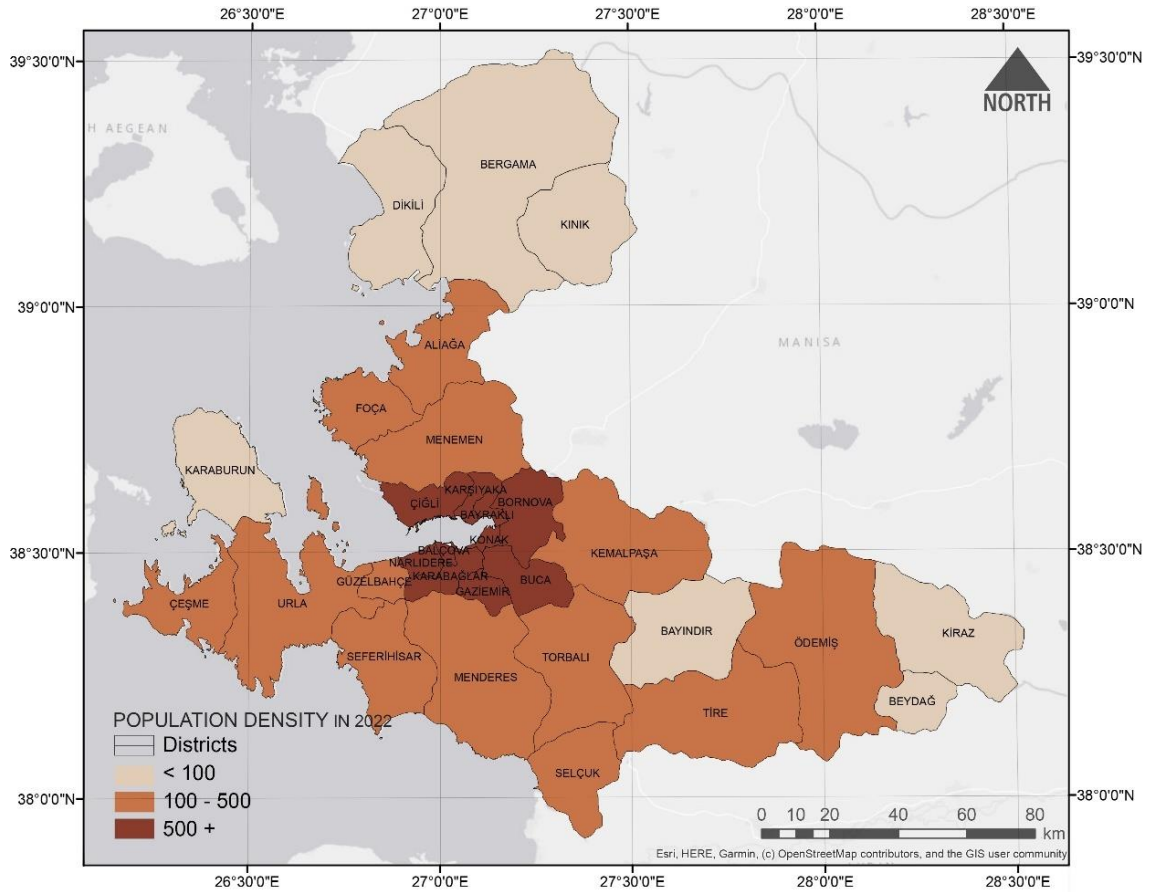 26°30'0"E
27°0'0"E
27°30'0"E
28°0'0"E
28°30'0"E
39°30'0"N
39°30'0"N
NORTH
H AEGEAN
BERGAMA
DİKİLİ
KINIK
39°0'0"N
39°0'0"N
ALİAĞA
MANISA
FOÇA
MENEMEN
KARABURUN
KARŞIYAKA
ÇİĞLİ
BORNOVA
BAYRAKLI
KONAK
38°30'0"N
38°30'0"N
BALÇOVA
KEMALPAŞA
NARLIDERE
KARABAĞLAR
GÜZELBAHÇE
BUCA
GAZIEMİR
ÇEŞME
URLA
BAYINDIR
KİRAZ
ÖDEMİŞ
SEFERİHİSAR
TORBALI
MENDERES
BEYDAĞ
TİRE
POPULATION DENSITY IN 2022
Districts
< 100
100 - 500
500 +
SELÇUK
38°0'0"N
38°0'0"N
0 10 20 40 60 80
km
Esri, HERE, Garmin, (c) OpenStreetMap contributors, and the GIS user community
26°30'0"E
27°0'0"E
27°30'0"E
28°0'0"E
28°30'0"E